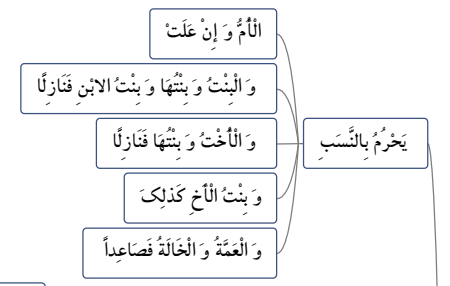 الْأُمُّ وَ إِنْ عَلَتْ
وَ الْبِنْتُ وَ بِنْتُهَا وَ بِنْتُ الابْنِ فَنَازِلًا
يَحْرُمُ بِالنَّسَبِ
وَ الْأُخْتُ وَ بِنْتُهَا فَنَازِلًا
وَ بِنْتُ الْأَخِ كَذلِکَ
وَ الْعَمَّةُ وَ الْخَالَةُ فَصَاعِداً